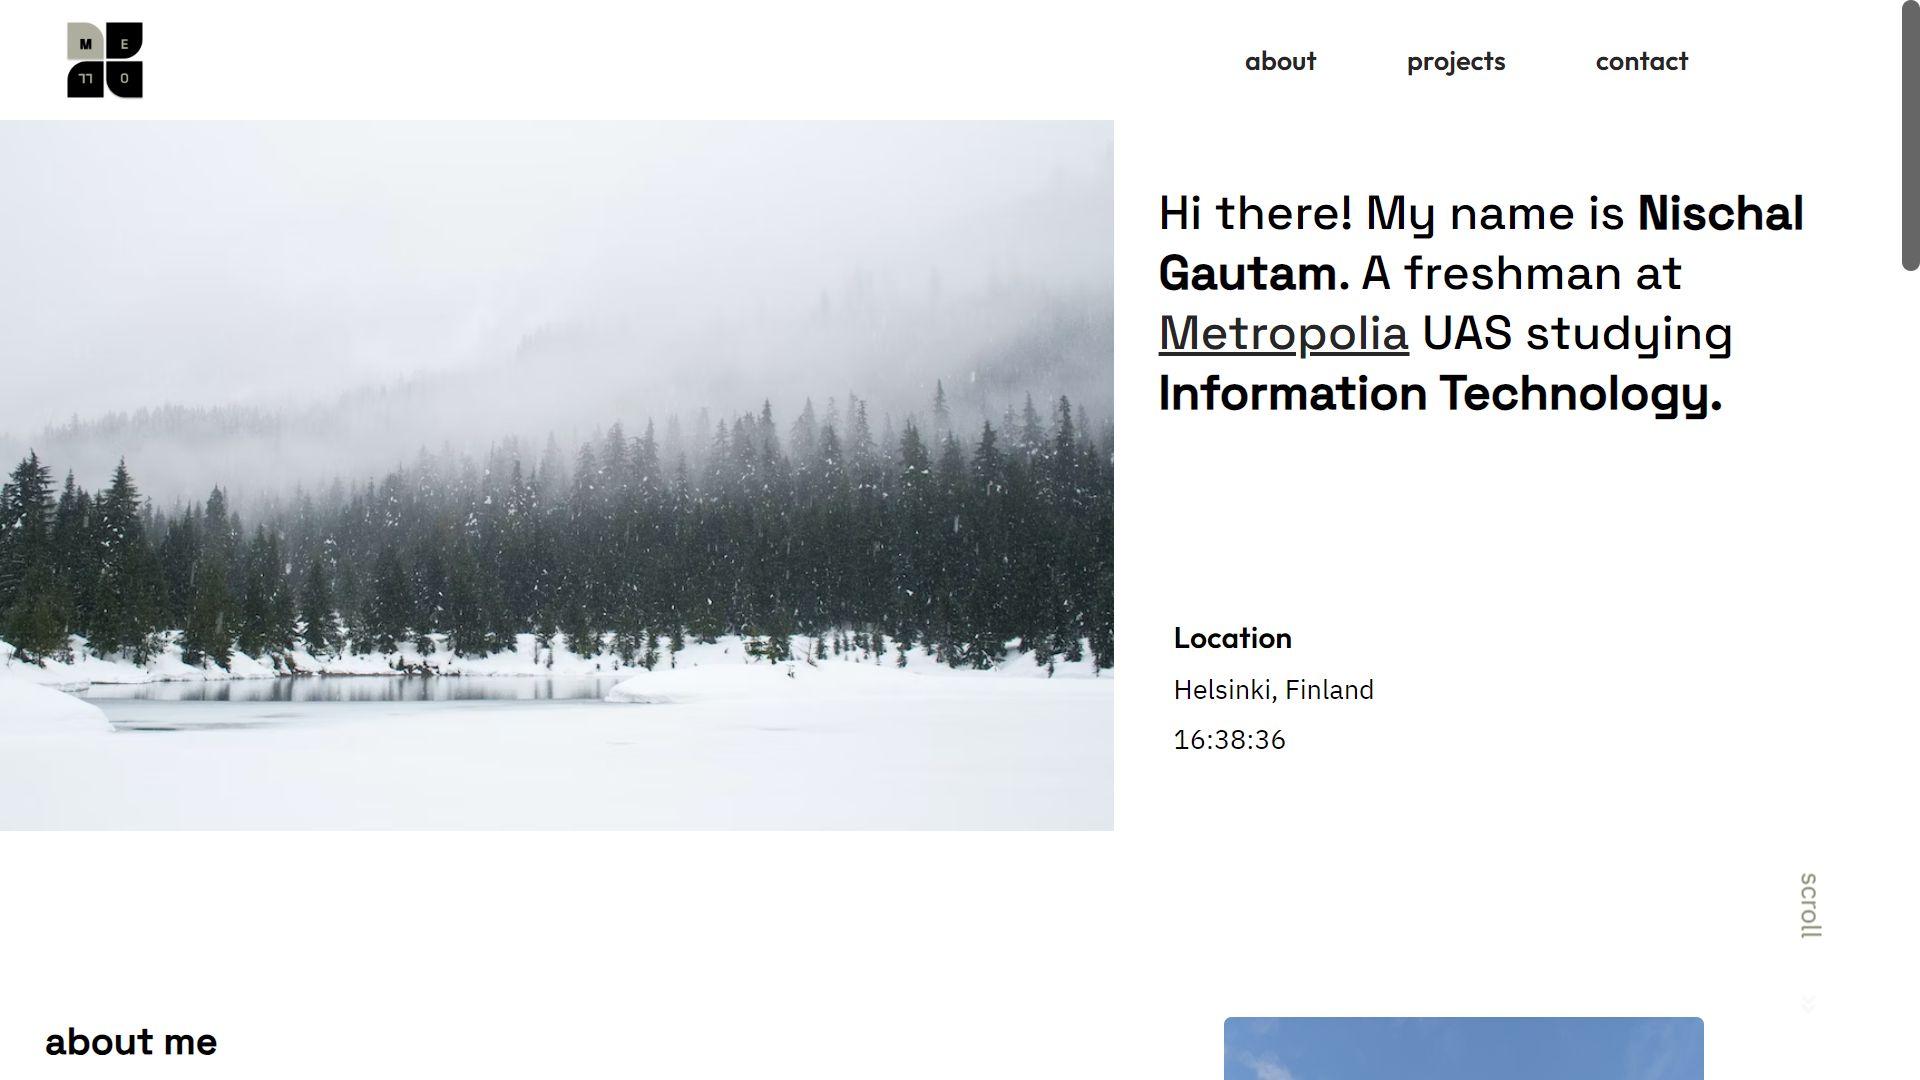 M E
about projects contact
Hi there! My name is Nischal
Gautam. A freshman at
Metropolia UAS studying
Information Technology.
Location
Helsinki, Finland
16:38:36
scroll
about me